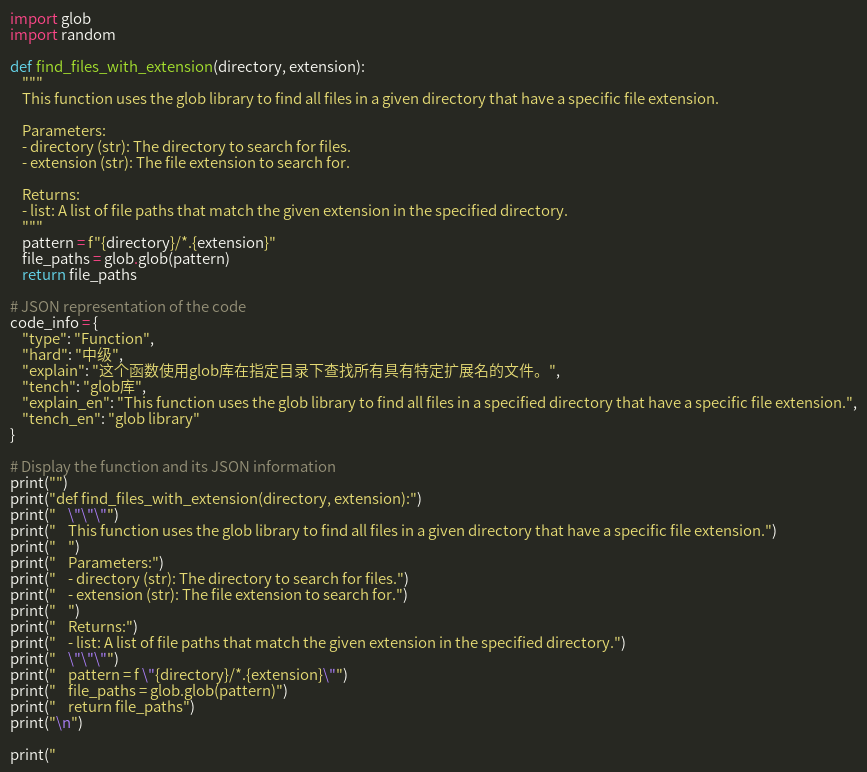 import glob
import random

def find_files_with_extension(directory, extension):
    """
    This function uses the glob library to find all files in a given directory that have a specific file extension.

    Parameters:
    - directory (str): The directory to search for files.
    - extension (str): The file extension to search for.

    Returns:
    - list: A list of file paths that match the given extension in the specified directory.
    """
    pattern = f"{directory}/*.{extension}"
    file_paths = glob.glob(pattern)
    return file_paths

# JSON representation of the code
code_info = {
    "type": "Function",
    "hard": "中级",
    "explain": "这个函数使用glob库在指定目录下查找所有具有特定扩展名的文件。",
    "tench": "glob库",
    "explain_en": "This function uses the glob library to find all files in a specified directory that have a specific file extension.",
    "tench_en": "glob library"
}

# Display the function and its JSON information
print("")
print("def find_files_with_extension(directory, extension):")
print("    \"\"\"")
print("    This function uses the glob library to find all files in a given directory that have a specific file extension.")
print("    ")
print("    Parameters:")
print("    - directory (str): The directory to search for files.")
print("    - extension (str): The file extension to search for.")
print("    ")
print("    Returns:")
print("    - list: A list of file paths that match the given extension in the specified directory.")
print("    \"\"\"")
print("    pattern = f\"{directory}/*.{extension}\"")
print("    file_paths = glob.glob(pattern)")
print("    return file_paths")
print("\n")

print("